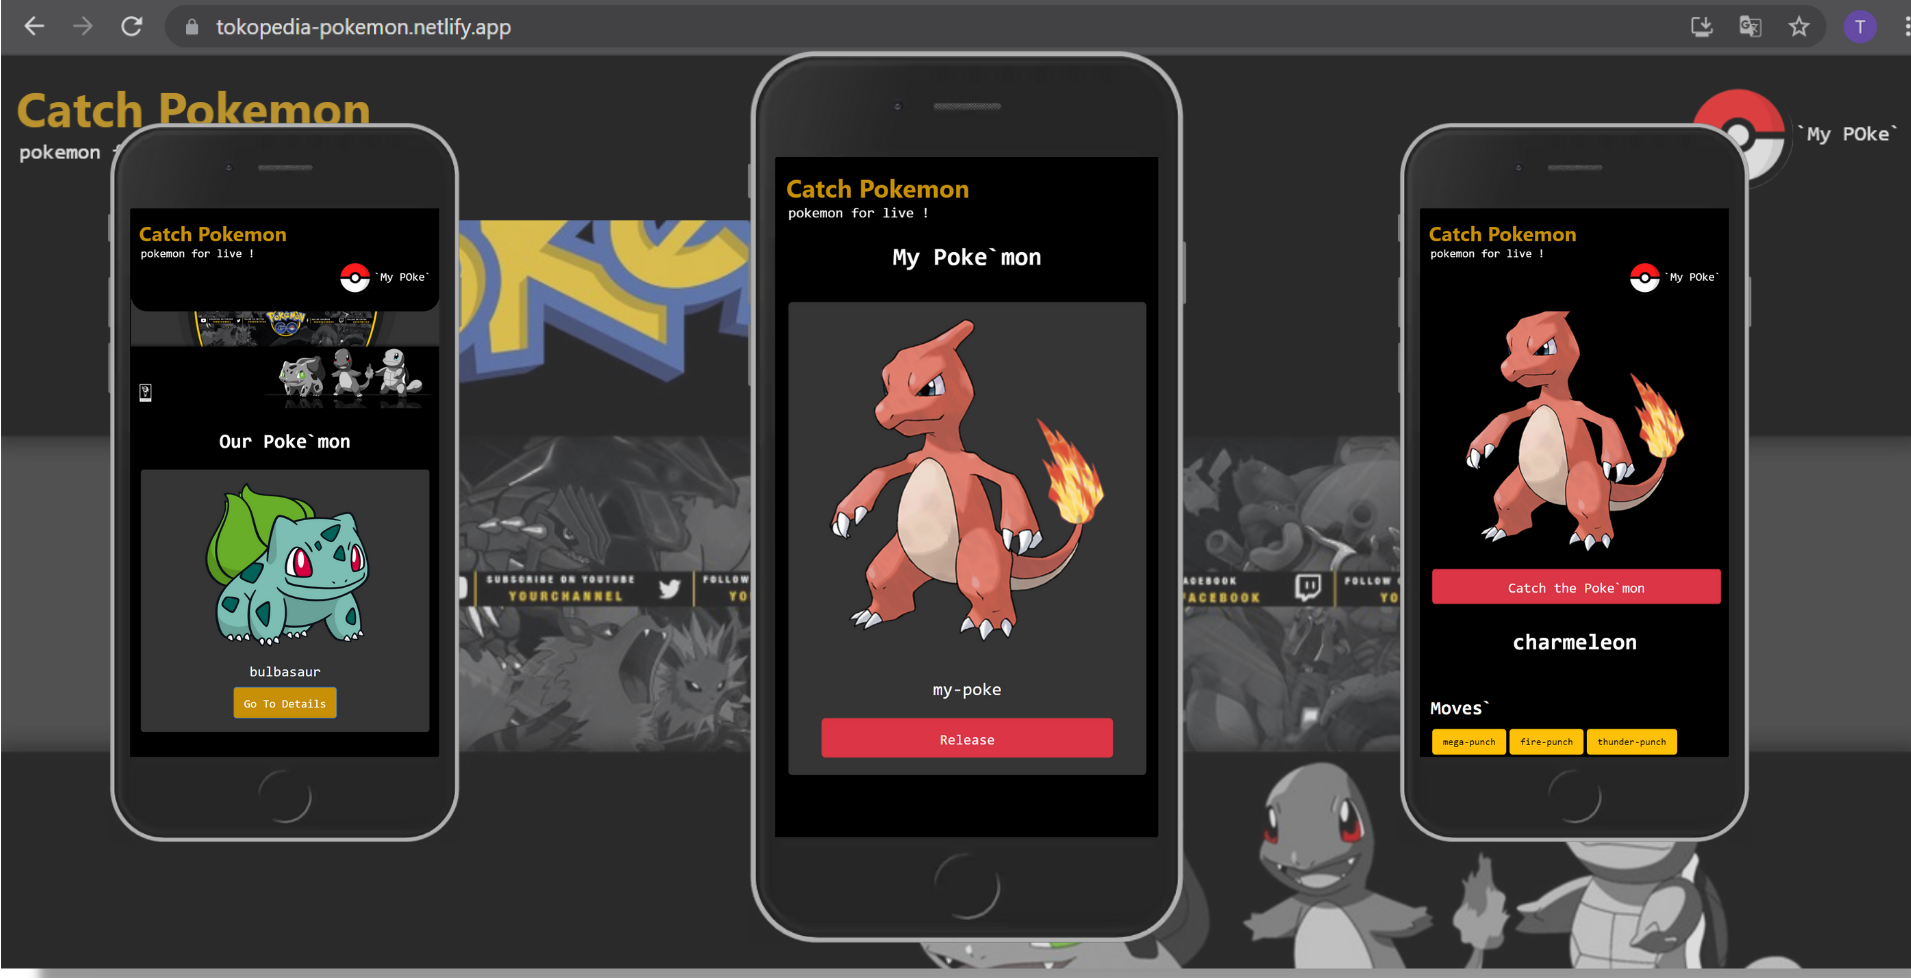 tokopedia-pokemon.netlify.app
T
Catch Pokemon
pokemon
`My POke`
Catch Pokemon
pokemon for live !
`My POke`
POKEMON
GO
Our Poke`mon
bulbasaur
Go To Details
Catch Pokemon
pokemon for live !
My Poke`mon
my-poke
Release
SUBSCRIBE ON YOUTUBE
YOURCHANNEL
FOLLOW
YO
ACEBOOK
FACEBOOK
FOLLOW
YO
Catch Pokemon
pokemon for live !
`My POke`
Catch the Poke`mon
charmeleon
Moves`
mega-punch fire-punch thunder-punch